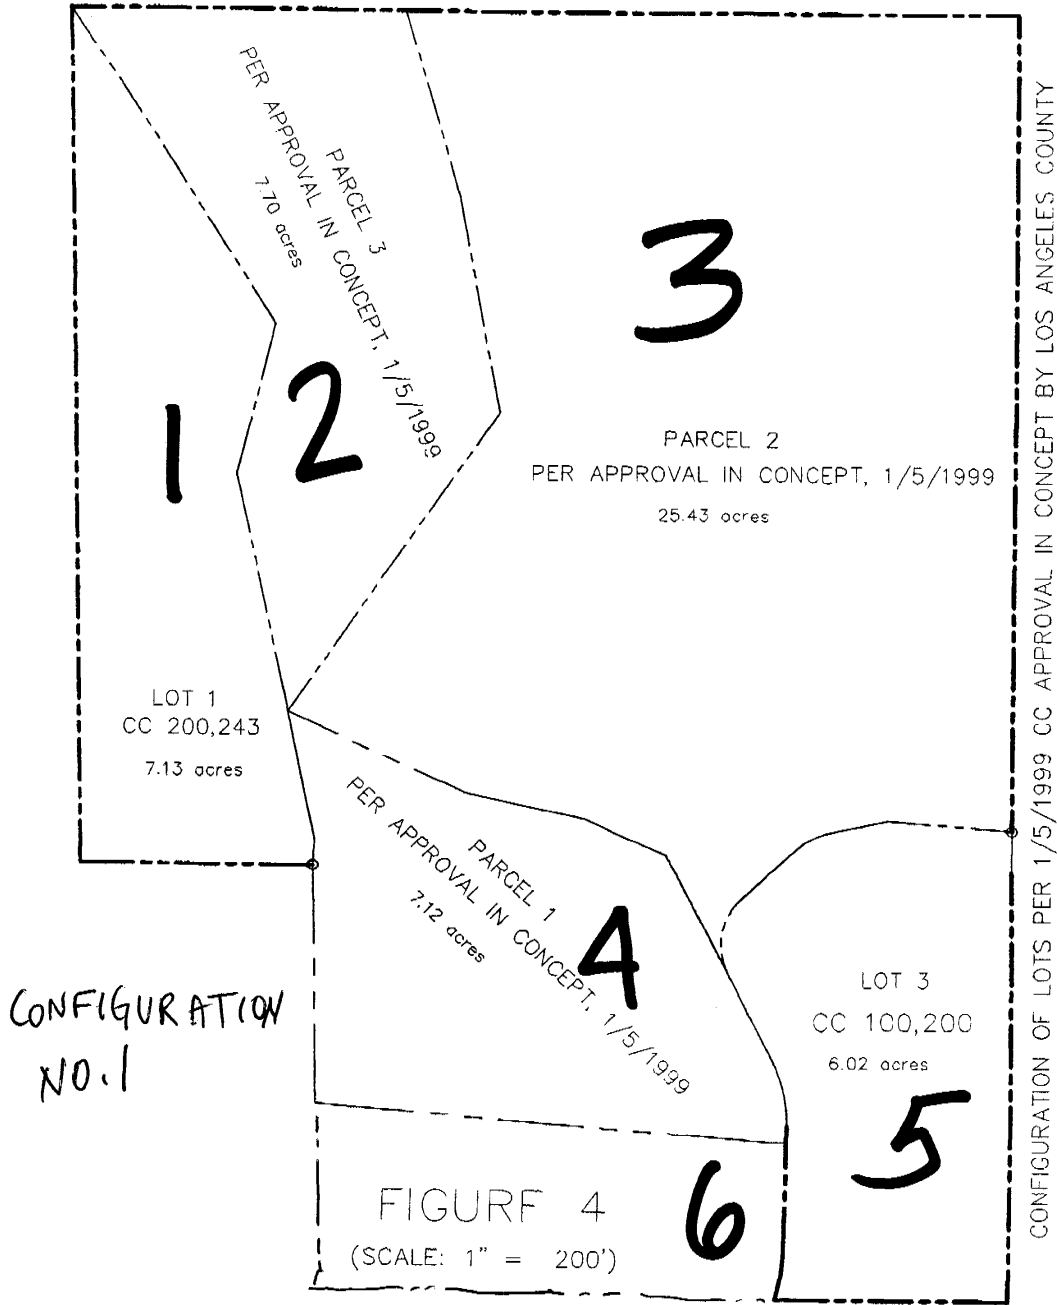 PARCEL 3
PER APPROVAL IN CONCEPT, 1/5/1999
7.70 acres
3
2
1
PARCEL 2
PER APPROVAL IN CONCEPT, 1/5/1999
25.43 acres
LOT 1
CC 200,243
7.13 acres
PARCEL 1
PER APPROVAL IN CONCEPT, 1/5/1999
7.12 acres
4
LOT 3
CC 100,200
6.02 acres
5
CONFIGURATION
NO.1
6
FIGURF 4
(SCALE: 1" = 200')
CONFIGURATION OF LOTS PER 1/5/1999 CC APPROVAL IN CONCEPT BY LOS ANGELES COUNTY